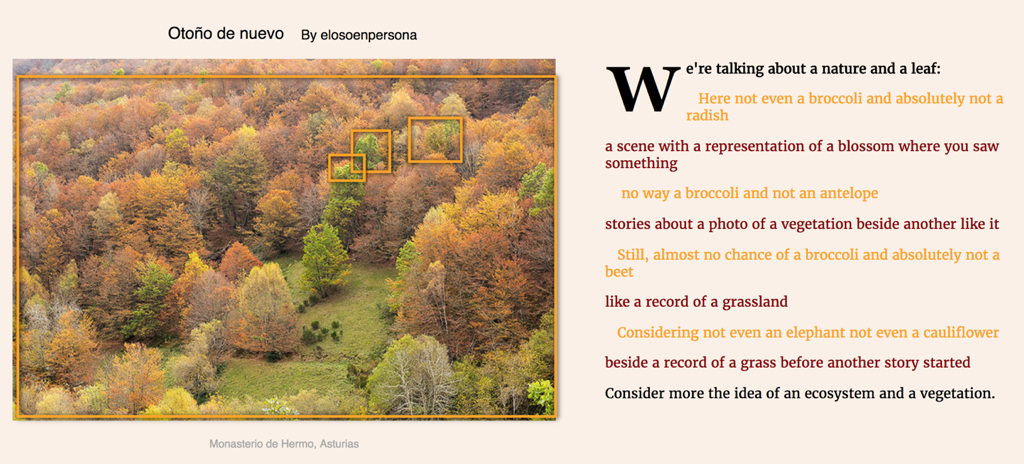 Otoño de nuevo By elosoenpersona
Monasterio de Hermo, Asturias
We're talking about a nature and a leaf:
Here not even a broccoli and absolutely not a
radish
a scene with a representation of a blossom where you saw
something
no way a broccoli and not an antelope
stories about a photo of a vegetation beside another like it
Still, almost no chance of a broccoli and absolutely not a
beet
like a record of a grassland
Considering not even an elephant not even a cauliflower
beside a record of a grass before another story started
Consider more the idea of an ecosystem and a vegetation.